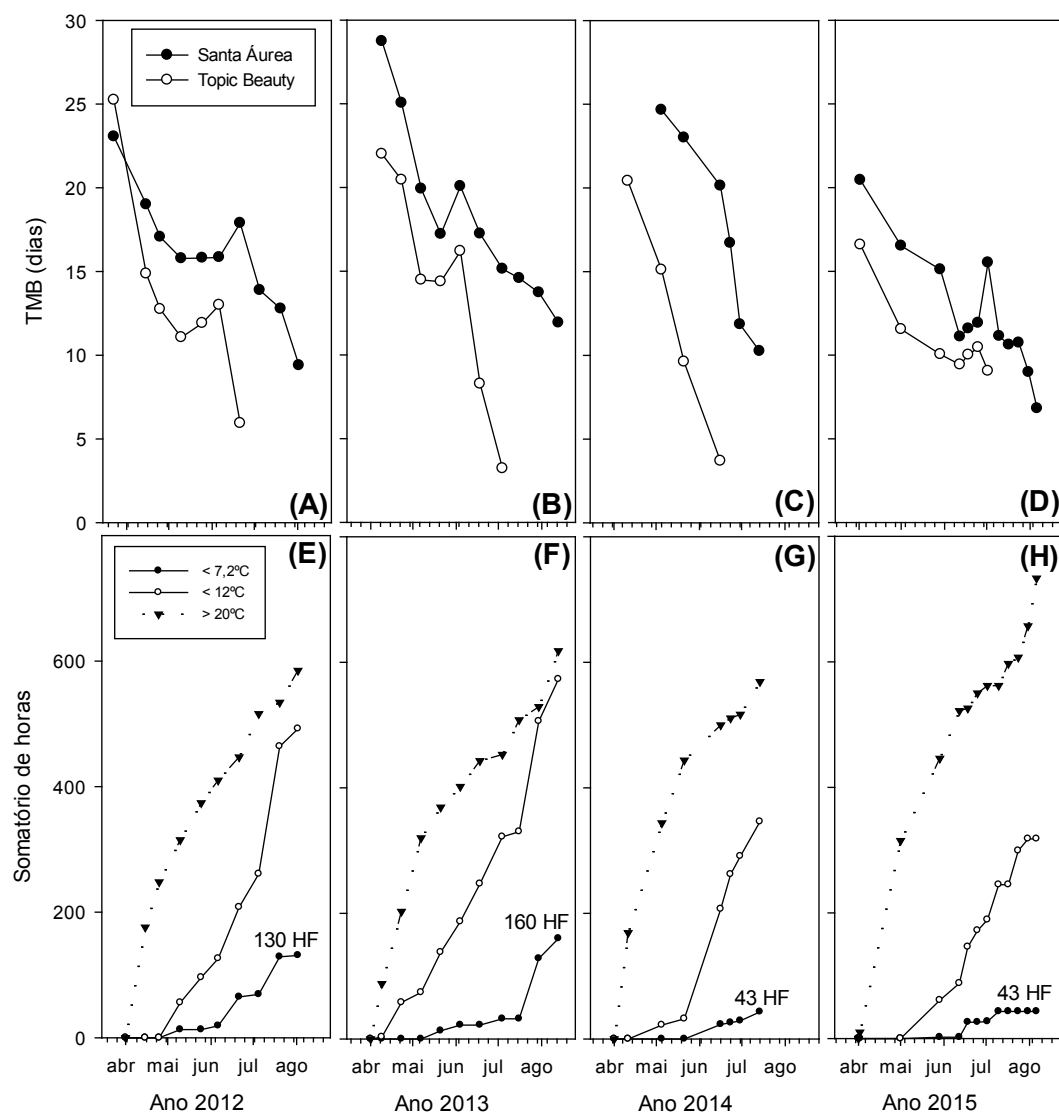 30
25
20
15
10
5
0
TMB (dias)
Santa Áurea
Topic Beauty
(A)
(B)
(C)
(D)
(E)
(F)
(G)
(H)
< 7,2ºC
< 12ºC
> 20ºC
600
400
200
0
Somatório de horas
130 HF
160 HF
43 HF
43 HF
abr mai jun jul ago
abr mai jun jul ago
abr mai jun jul ago
abr mai jun jul ago
Ano 2012
Ano 2013
Ano 2014
Ano 2015